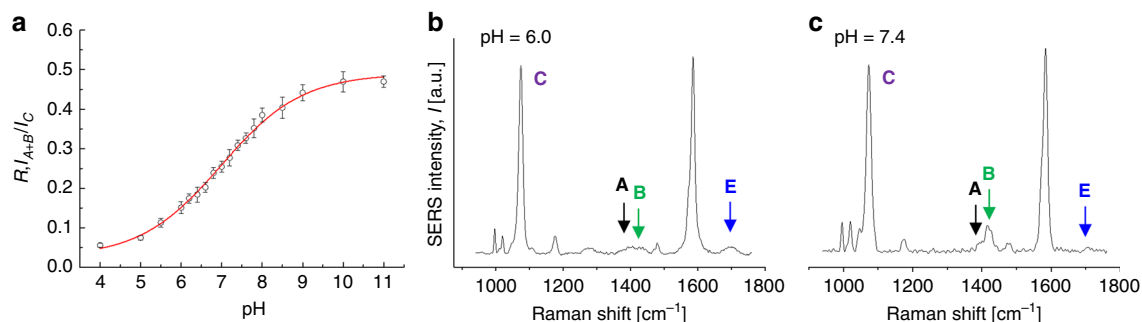 a
R,I_{A+B}/I_C
0.6
0.5
0.4
0.3
0.2
0.1
0.0
4 5 6 7 8 9 10 11
pH
b
pH = 6.0
SERS intensity, I [a.u.]
C
A
B
E
1000 1200 1400 1600 1800
Raman shift [cm⁻¹]
c
pH = 7.4
C
B
A
E
1000 1200 1400 1600 1800
Raman shift [cm⁻¹]